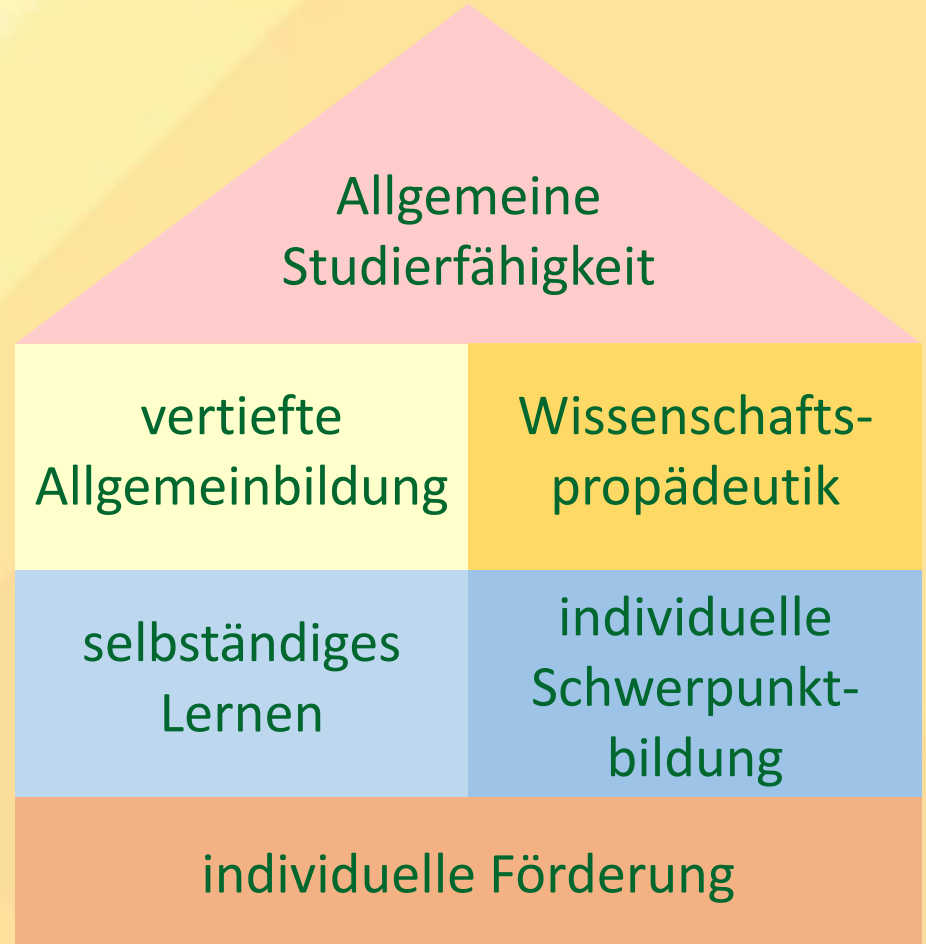 Allgemeine
Studierfähigkeit
vertiefte
Allgemeinbildung
Wissenschafts-
propädeutik
selbständiges
Lernen
individuelle
Schwerpunkt-
bildung
individuelle Förderung